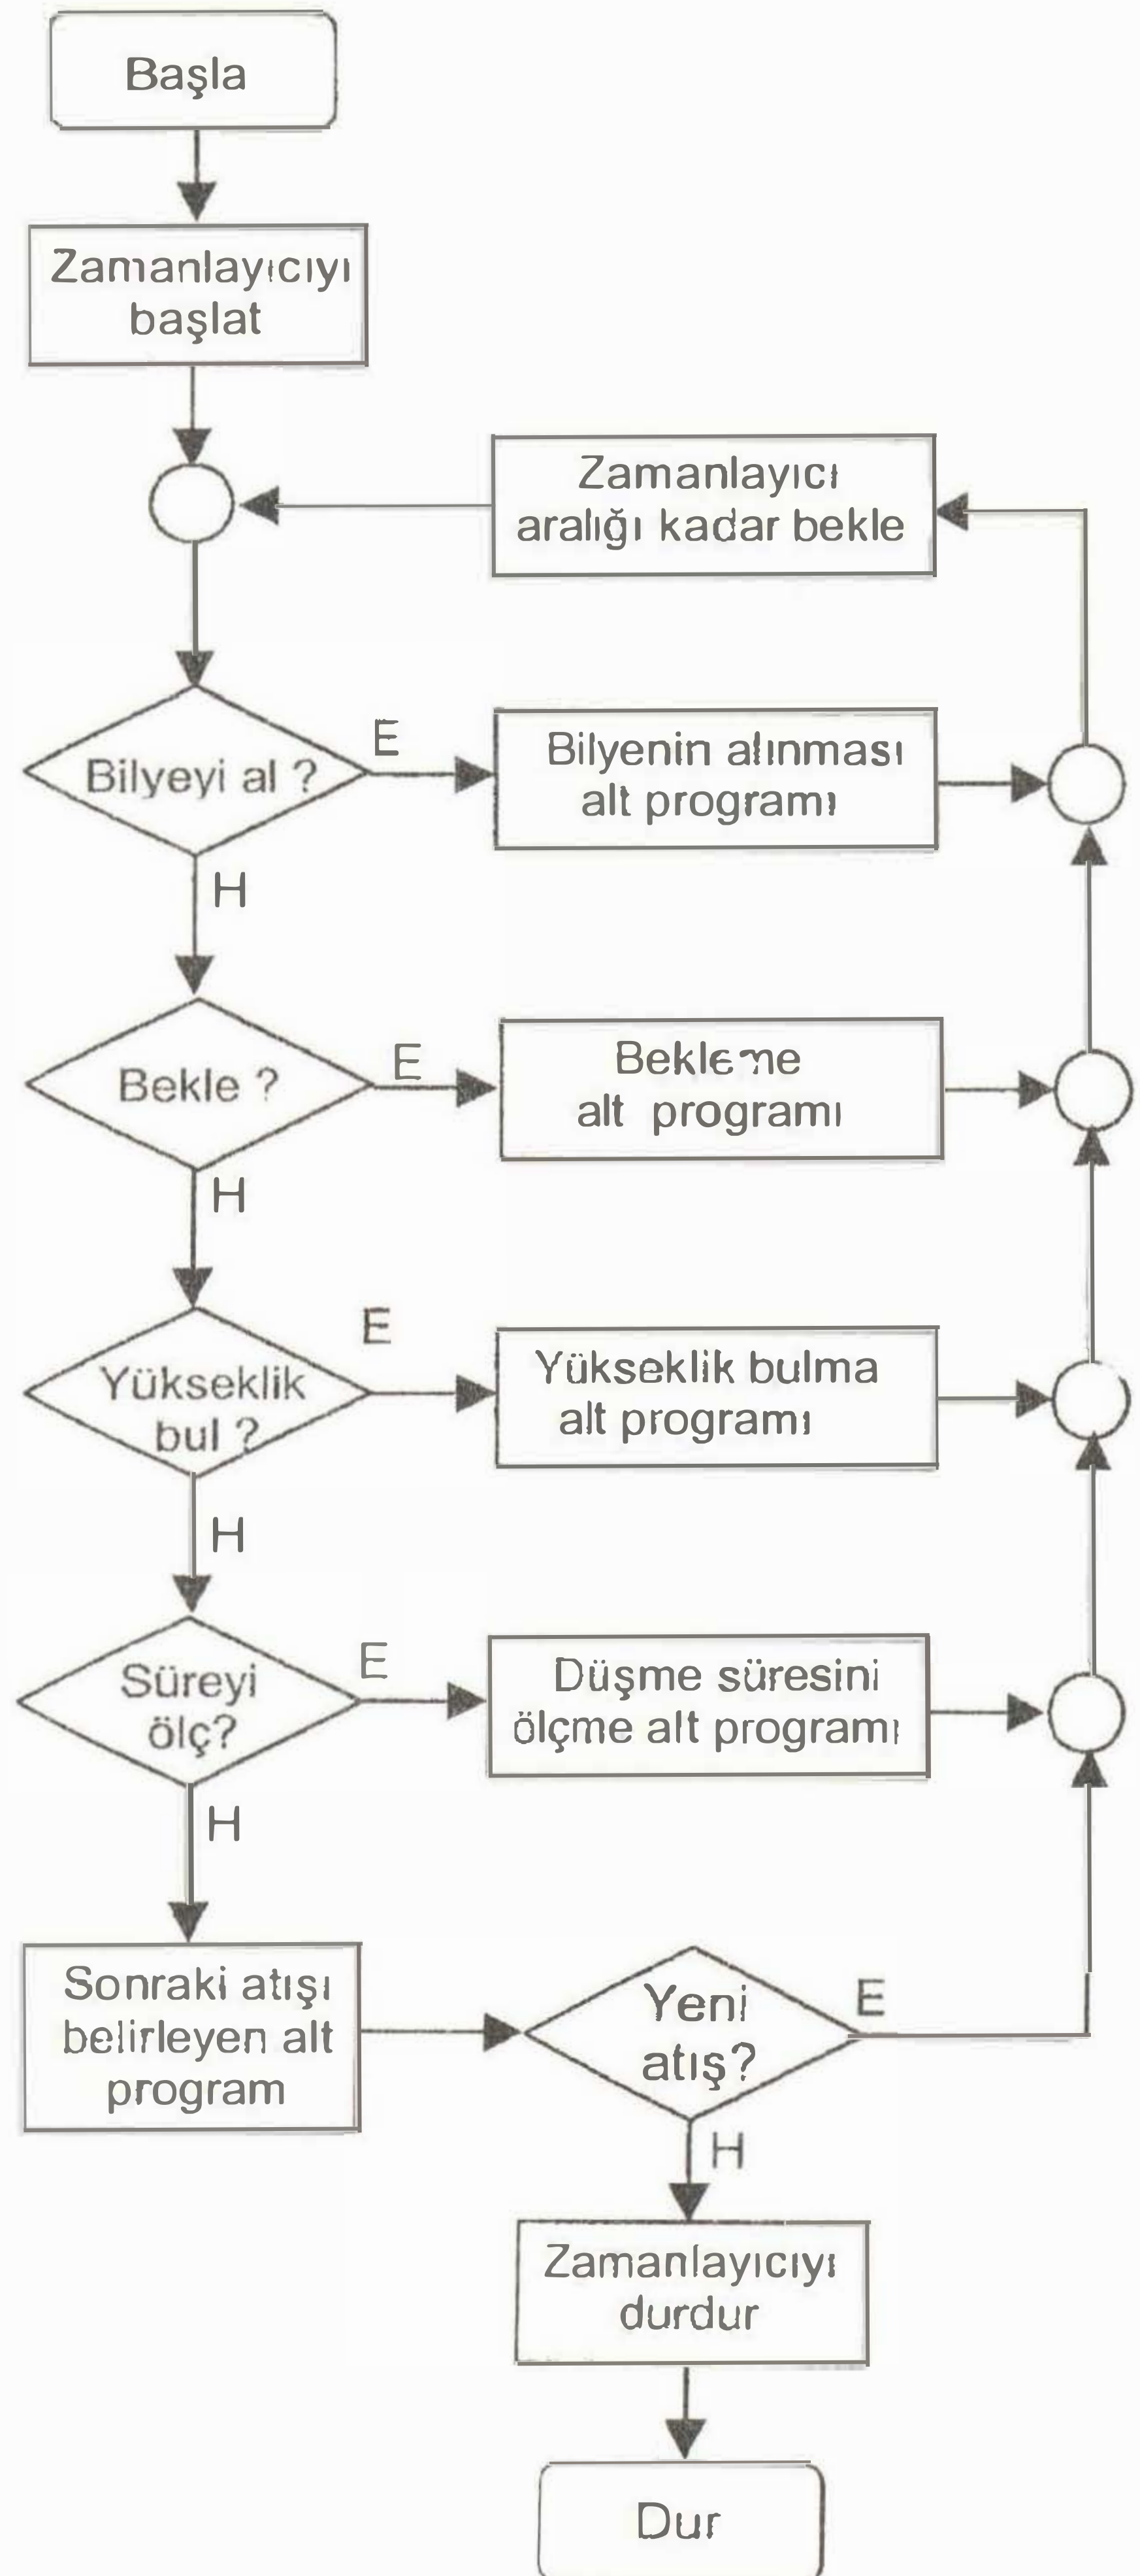 Başla
Zamanlayıcıyı
başlat
Zamanlayıcı
aralığı kadar bekle
Bilyeyi al ?
E
Bilyenin alınması
alt programı
H
Bekle ?
E
Bekleme
alt programı
H
Yükseklik
bul ?
E
Yükseklik bulma
alt programı
H
Süreyi
ölç?
E
Düşme süresini
ölçme alt programı
H
Sonraki atışı
belirleyen alt
program
Yeni
atış?
E
H
Zamanlayıcıyı
durdur
Dur